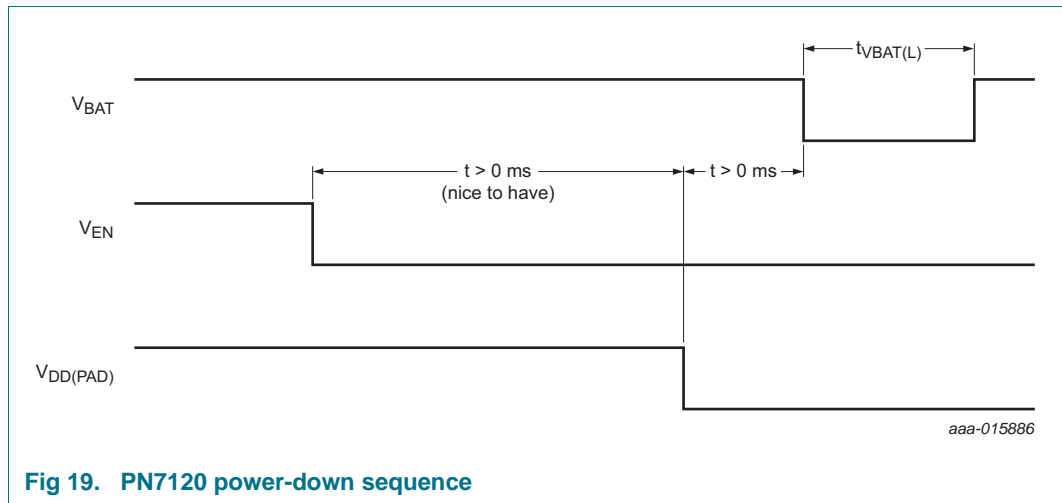 tVBAT(L)
VBAT
t > 0 ms
(nice to have)
t > 0 ms
VEN
VDD(PAD)
aaa-015886
Fig 19. PN7120 power-down sequence